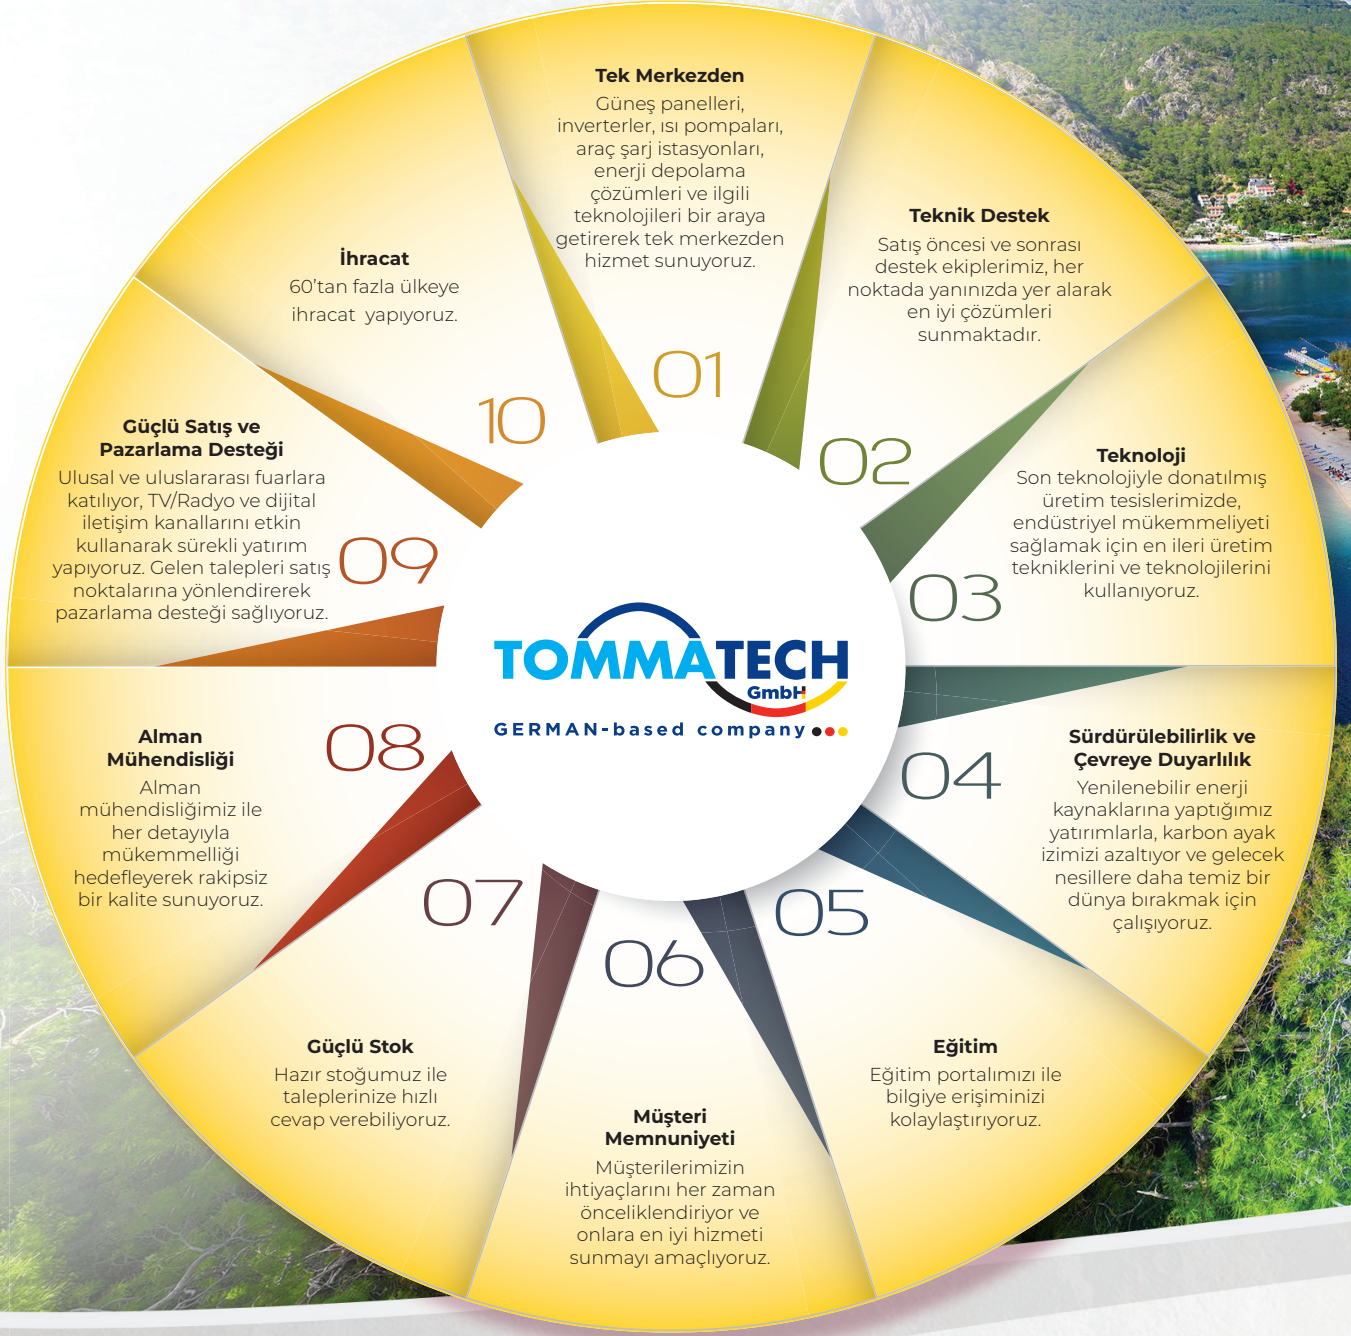 Tek Merkezden
Güneş panelleri,
inverterler, ısı pompaları,
araç şarj istasyonları,
enerji depolama
çözümleri ve ilgili
teknolojileri bir araya
getirerek tek merkezden
hizmet sunuyoruz.
01
Teknik Destek
Satış öncesi ve sonrası
destek ekiplerimiz, her
noktada yanınızda yer alarak
en iyi çözümleri
sunmaktadır.
02
Teknoloji
Son teknolojiyle donatılmış
üretim tesislerimizde,
endüstriyel mükemmeliyeti
sağlamak için en ileri üretim
tekniklerini ve teknolojilerini
kullanıyoruz.
03
Sürdürülebilirlik ve
Çevreye Duyarlılık
Yenilenebilir enerji
kaynaklarına yaptığımız
yatırımlarla, karbon ayak
izimizi azaltıyor ve gelecek
nesillere daha temiz bir
dünya bırakmak için
çalışıyoruz.
04
Eğitim
Eğitim portalımızı ile
bilgiye erişiminizi
kolaylaştırıyoruz.
05
Müşteri
Memnuniyeti
Müşterilerimizin
ihtiyaçlarını her zaman
önceliklendiriyor ve
onlara en iyi hizmeti
sunmayı amaçlıyoruz.
06
Güçlü Stok
Hazır stoğumuz ile
taleplerinize hızlı
cevap verebiliyoruz.
07
Alman
Mühendisliği
Alman
mühendisliğimiz ile
her detayıyla
mükemmelliği
hedefleyerek rakipsiz
bir kalite sunuyoruz.
08
Güçlü Satış ve
Pazarlama Desteği
Ulusal ve uluslararası fuarlara
katılıyor, TV/Radyo ve dijital
iletişim kanallarını etkin
kullanarak sürekli yatırım
yapıyoruz. Gelen talepleri satış
noktalarına yönlendirerek
pazarlama desteği sağlıyoruz.
09
İhracat
60’tan fazla ülkeye
ihracat yapıyoruz.
10
TOMMATECH
GmbH
GERMAN-based company